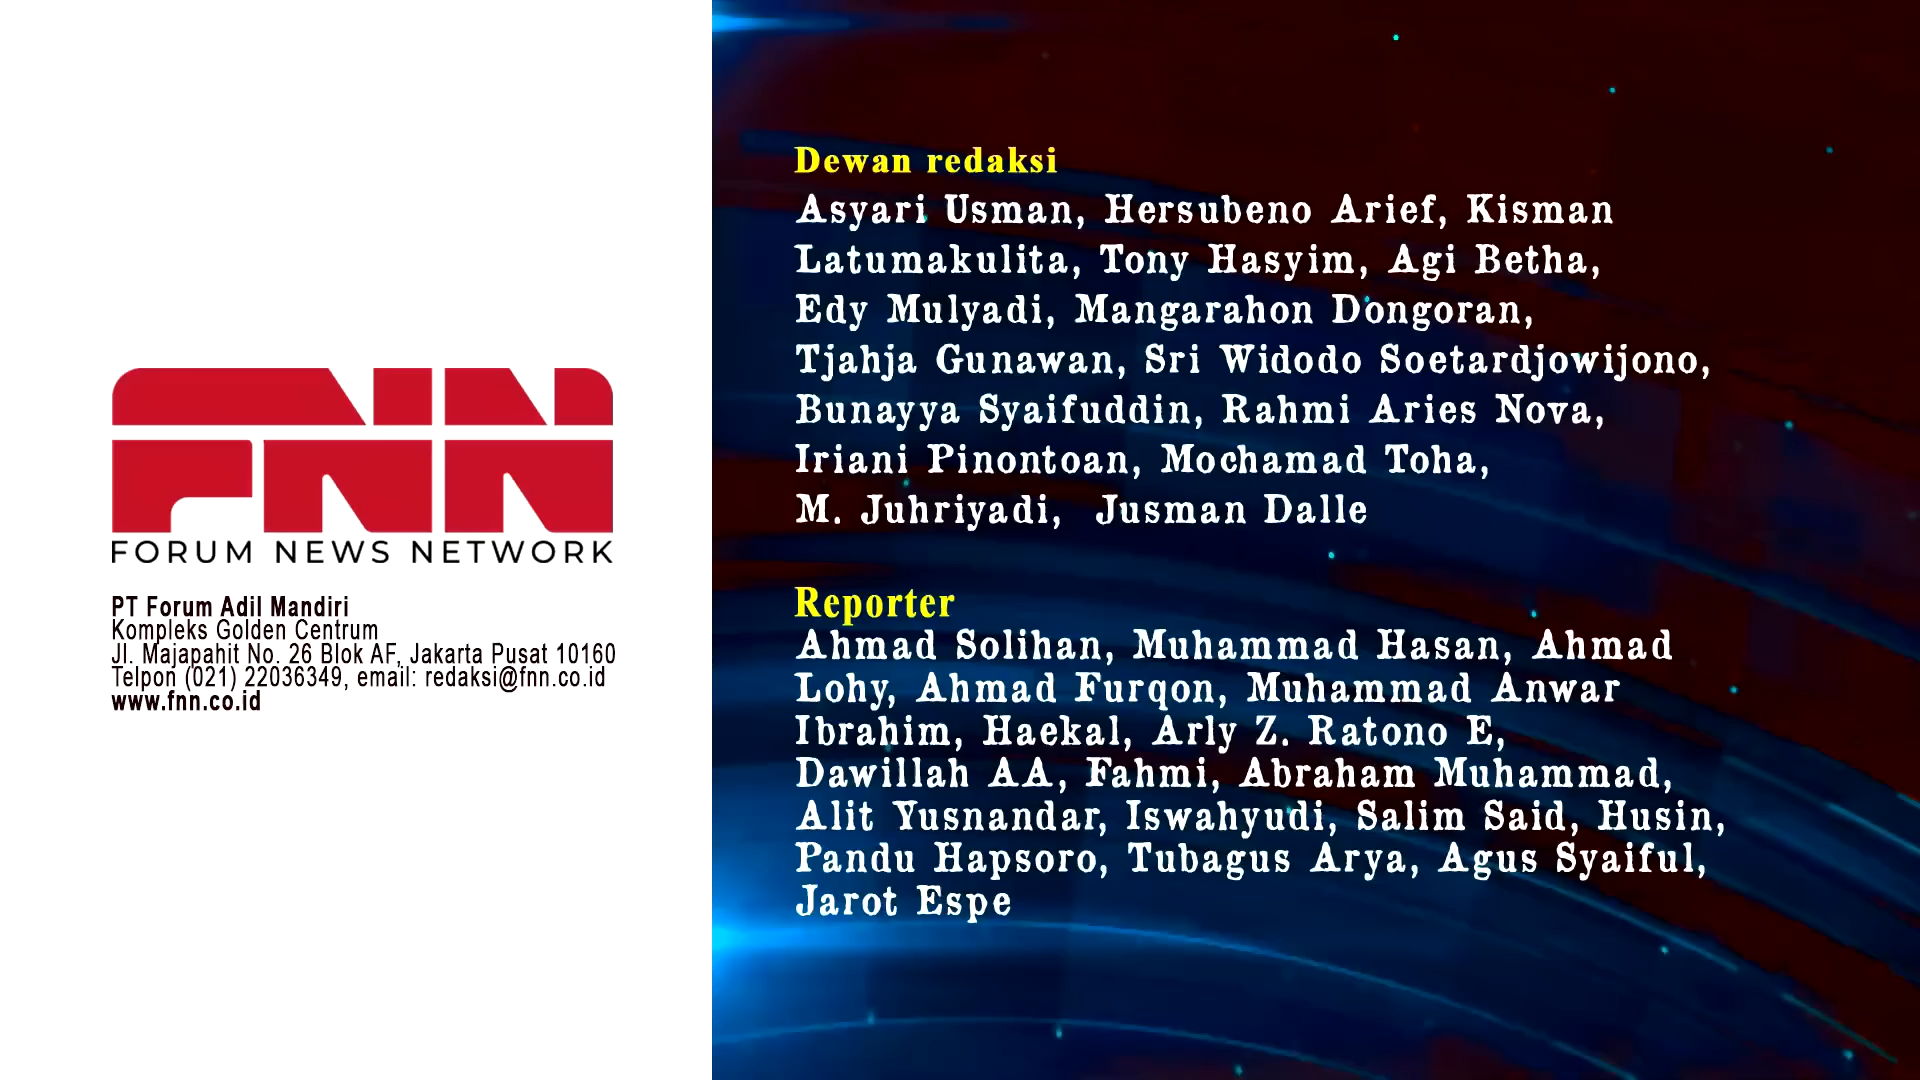 FNN
FORUM NEWS NETWORK
PT Forum Adil Mandiri
Kompleks Golden Centrum
Jl. Majapahit No. 26 Blok AF, Jakarta Pusat 10160
Telpon (021) 22036349, email: redaksi@fnn.co.id
www.fnn.co.id
Dewan redaksi
Asyari Usman, Hersubeno Arief, Kisman
Latumakulita, Tony Hasyim, Agi Betha,
Edy Mulyadi, Mangarahon Dongoran,
Tjahja Gunawan, Sri Widodo Soetardjowijono,
Bunayya Syaifuddin, Rahmi Aries Nova,
Iriani Pinontoan, Mochamad Toha,
M. Juhriyadi,  Jusman Dalle
Reporter
Ahmad Solihan, Muhammad Hasan, Ahmad
Lohy, Ahmad Furqon, Muhammad Anwar
Ibrahim, Haekal, Arly Z. Ratono E,
Dawillah AA, Fahmi, Abraham Muhammad,
Alit Yusnandar, Iswahyudi, Salim Said, Husin,
Pandu Hapsoro, Tubagus Arya, Agus Syaiful,
Jarot Espe